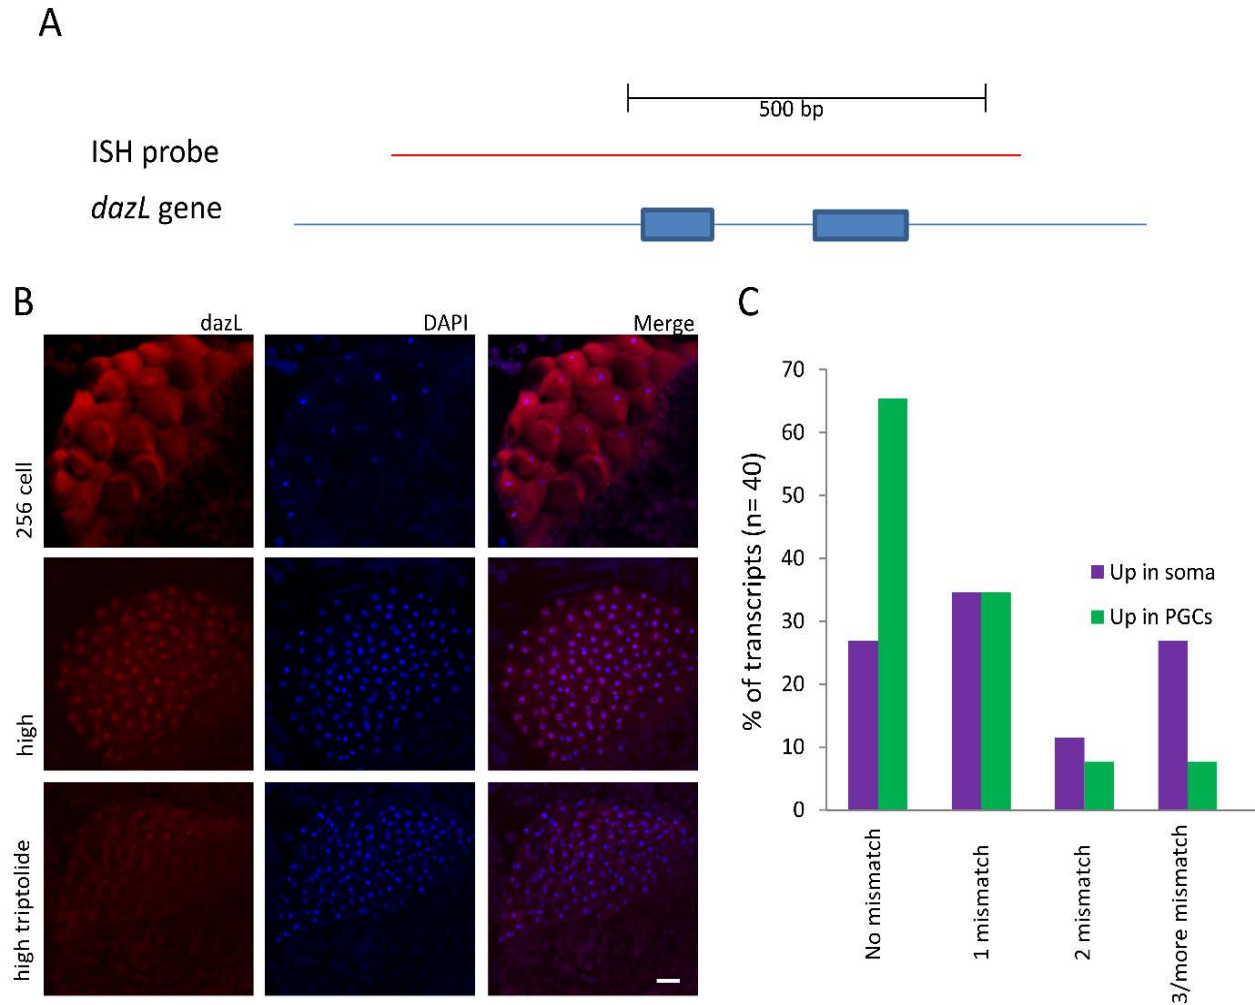 A
500 bp
ISH probe
dazL gene
B
dazL
DAPI
Merge
256 cell
high
high triptolide
C
% of transcripts (n= 40)
70
60
50
40
30
20
10
0
Up in soma
Up in PGCs
No mismatch
1 mismatch
2 mismatch
3/more mismatch